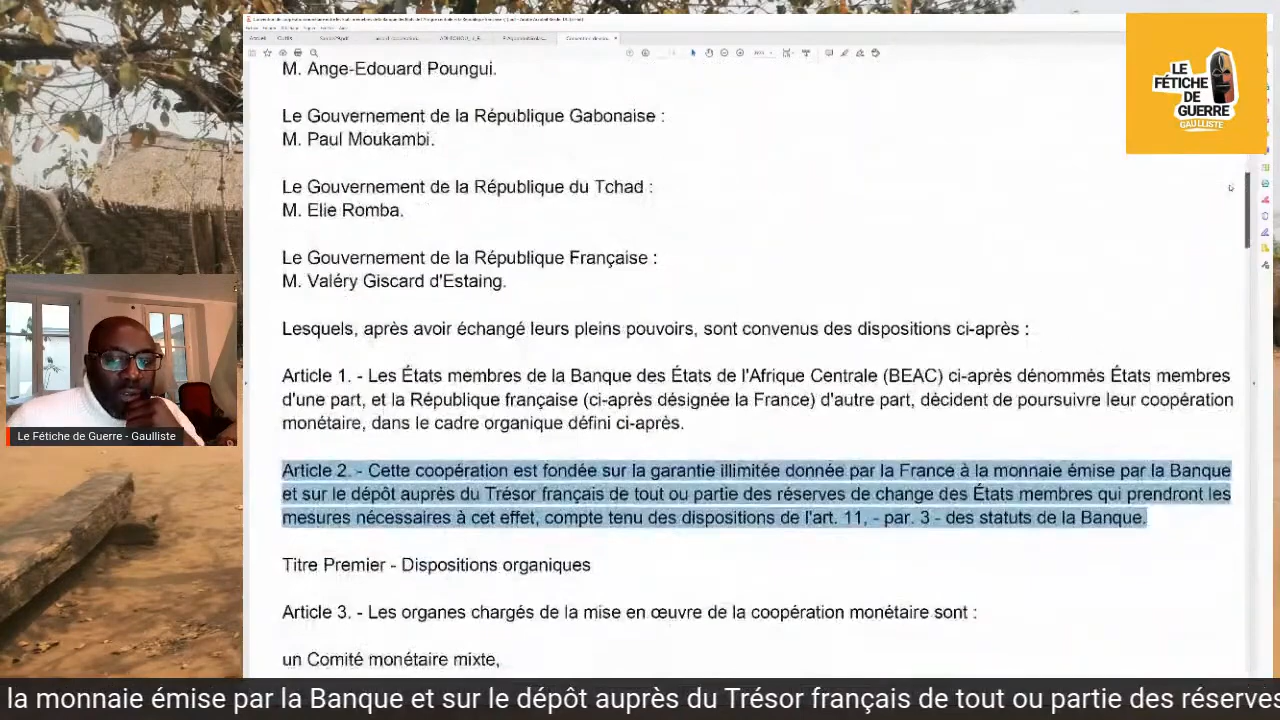 M. Ange-Edouard Poungui.
LE
FÉTICHE
DE
GUERRE
GAULLISTE
Le Gouvernement de la République Gabonaise :
M. Paul Moukambi.
Le Gouvernement de la République du Tchad :
M. Elie Romba.
Le Gouvernement de la République Française :
M. Valéry Giscard d'Estaing.
Lesquels, après avoir échangé leurs pleins pouvoirs, sont convenus des dispositions ci-après :
Article 1. - Les États membres de la Banque des États de l'Afrique Centrale (BEAC) ci-après dénommés États membres
d'une part, et la République française (ci-après désignée la France) d'autre part, décident de poursuivre leur coopération
monétaire, dans le cadre organique défini ci-après.
Le Fétiche de Guerre - Gaulliste
Article 2. - Cette coopération est fondée sur la garantie illimitée donnée par la France à la monnaie émise par la Banque
et sur le dépôt auprès du Trésor français de tout ou partie des réserves de change des États membres qui prendront les
mesures nécessaires à cet effet, compte tenu des dispositions de l'art. 11, - par. 3 - des statuts de la Banque.
Titre Premier - Dispositions organiques
Article 3. - Les organes chargés de la mise en œuvre de la coopération monétaire sont :
un Comité monétaire mixte,
la monnaie émise par la Banque et sur le dépôt auprès du Trésor français de tout ou partie des réserves